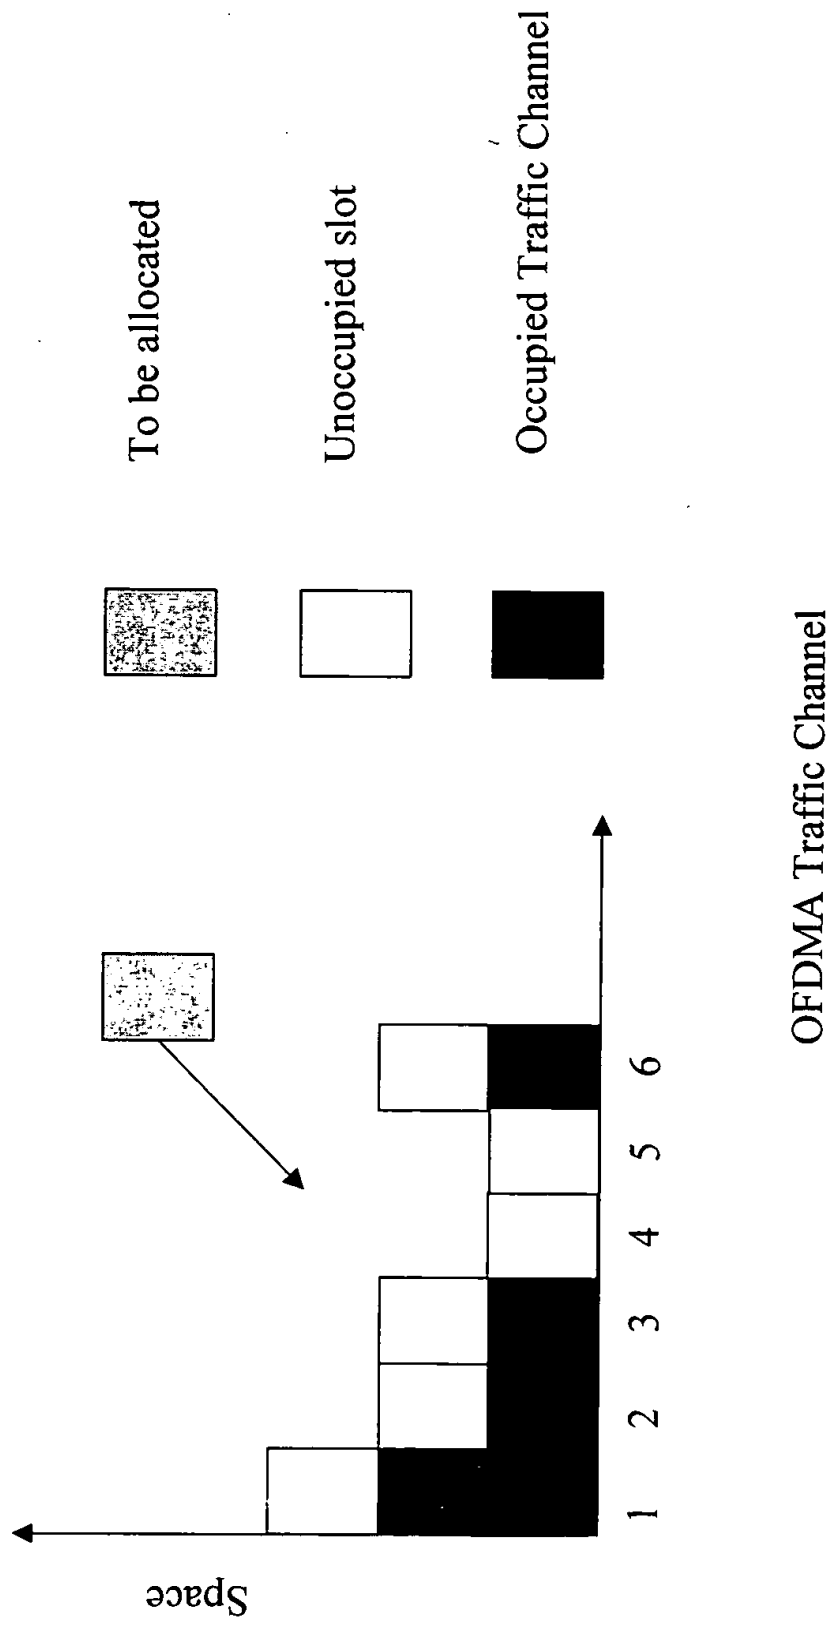 Space
To be allocated
Unoccupied slot
Occupied Traffic Channel
1 2 3 4 5 6
OFDMA Traffic Channel